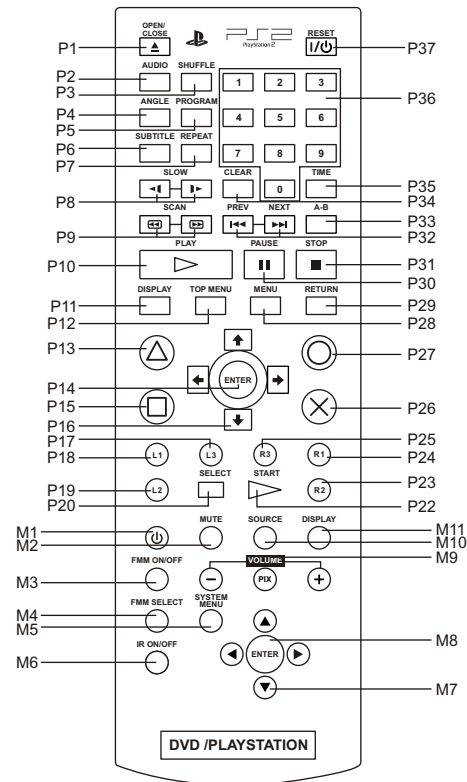 OPEN/ RESET
CLOSE PlayStation 2 I/
P1 P37
AUDIO SHUFFLE
P2 1 2 3
P3 P36
ANGLE PROGRAM
P4 4 5 6
P5
SUBTITLE REPEAT
P6 7 8 9
P7
SLOW CLEAR TIME
P8 0 P35
P34
SCAN PREV NEXT A-B
P9 P33
P32
PLAY PAUSE STOP
P10 P31
P30
DISPLAY TOP MENU MENU RETURN
P11 P29
P12 P28
P13 P27
P14 ENTER
P15 P26
P16
P17 P25
P18 L1 L3 R3 R1 P24
SELECT START
P19 L2 R2 P23
P20 P22
M1 MUTE SOURCE DISPLAY M11
M2 M10
FMM ON/OFF VOLUME M9
M3 PIX
FMM SELECT SYSTEM
MENU
M4
M5
IR ON/OFF ENTER M8
M6
M7
DVD /PLAYSTATION